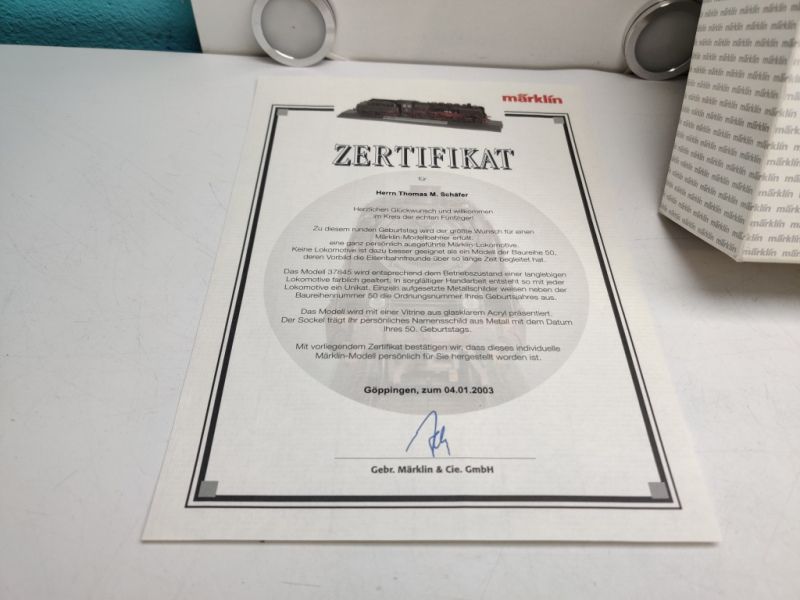 märklin
ZERTIFIKAT
für
Herrn Thomas M. Schäfer
Herzlichen Glückwunsch und willkommen
im Kreis der echten Fünfziger!
Zu diesem runden Geburtstag wird der größte Wunsch für einen
Märklin-Modellbahner erfüllt:
eine ganz persönlich ausgeführte Märklin-Lokomotive.
Keine Lokomotive ist dazu besser geeignet als ein Modell der Baureihe 50,
deren Vorbild die Eisenbahnfreunde über so lange Zeit begleitet hat.
Das Modell 37845 wird entsprechend dem Betriebszustand einer langlebigen
Lokomotive farblich gealtert. In sorgfältiger Handarbeit entsteht so mit jeder
Lokomotive ein Unikat. Einzeln aufgesetzte Metallschilder weisen neben der
Baureihennummer 50 die Ordnungsnummer Ihres Geburtsjahres aus.
Das Modell wird mit einer Vitrine aus glasklarem Acryl präsentiert.
Der Sockel trägt Ihr persönliches Namensschild aus Metall mit dem Datum
Ihres 50. Geburtstags.
Mit vorliegendem Zertifikat bestätigen wir, dass dieses individuelle
Märklin-Modell persönlich für Sie hergestellt worden ist.
Göppingen, zum 04.01.2003
Gebr. Märklin & Cie. GmbH